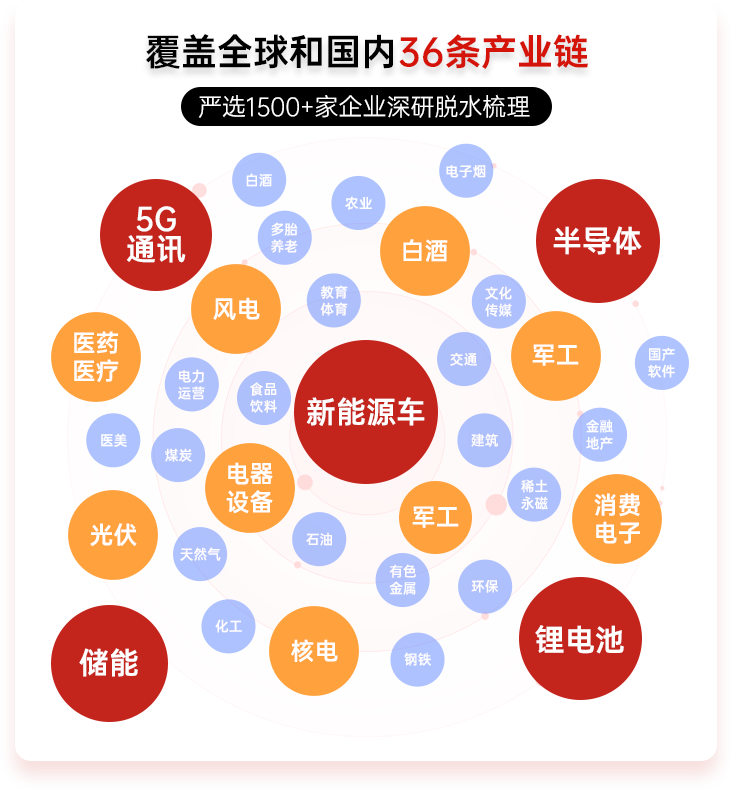 覆盖全球和国内36条产业链
严选1500+家企业深研脱水梳理
白酒
电子烟
农业
5G
通讯
多胎
养老
白酒
半导体
风电
教育
体育
文化
传媒
医药
医疗
军工
国产
软件
交通
电力
运营
食品
饮料
新能源车
医美
煤炭
建筑
金融
地产
电器
设备
稀土
永磁
消费
电子
光伏
军工
石油
天然气
有色
金属
环保
化工
核电
钢铁
储能
锂电池